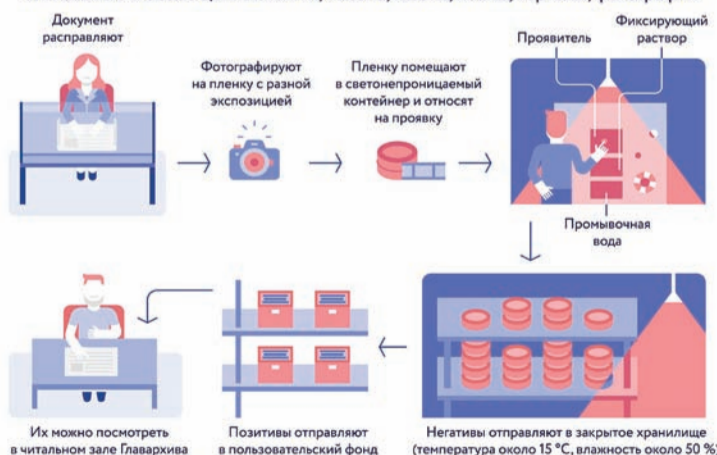 Документ
расправляют
Фотографируют
на пленку с разной
экспозицией
Пленку помещают
в светонепроницаемый
контейнер и относят
на проявку
Проявитель
Фиксирующий
раствор
Промывочная
вода
Негативы отправляют в закрытое хранилище
(температура около 15 °C, влажность около 50 %)
Позитивы отправляют
в пользовательский фонд
Их можно посмотреть
в читальном зале Главархива